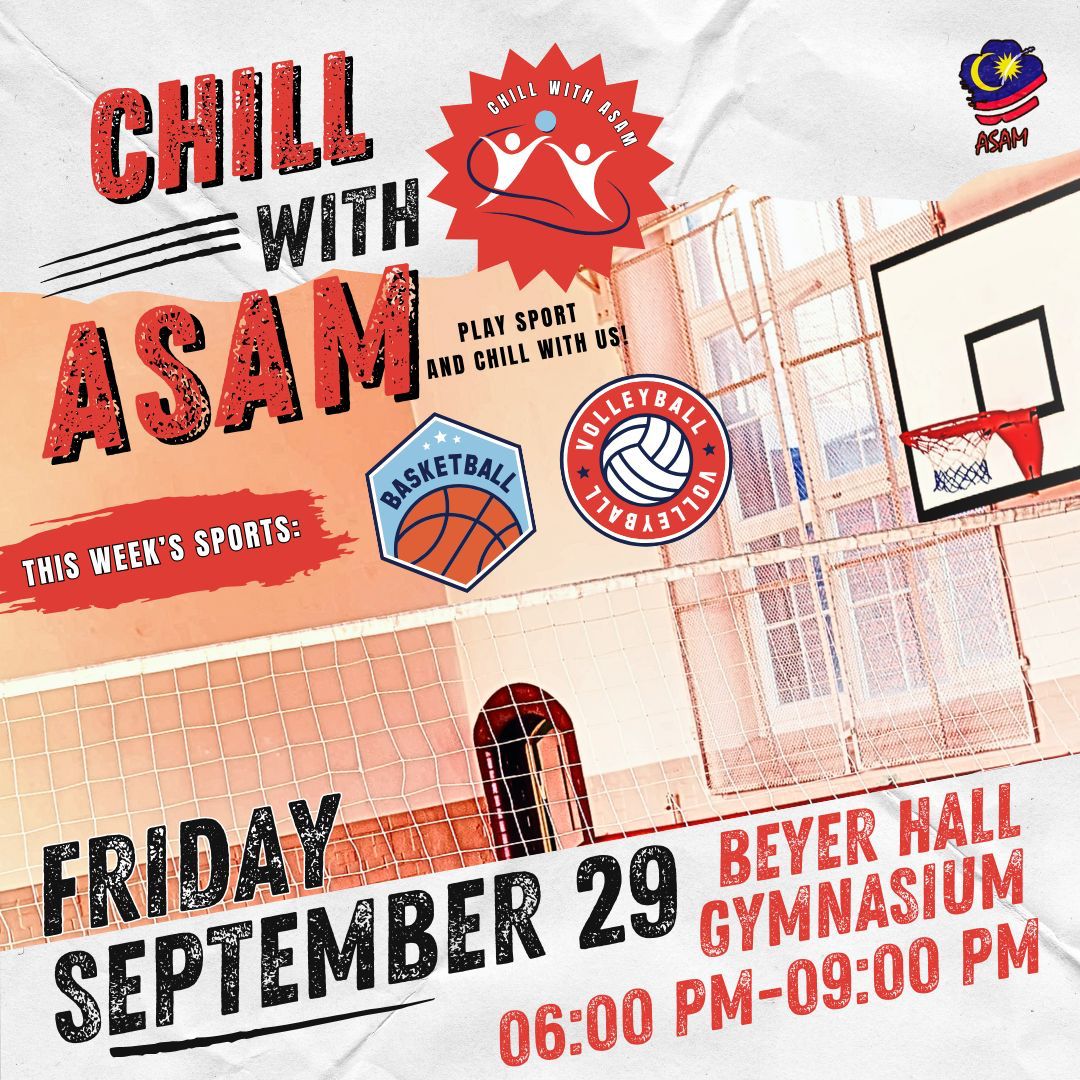 CHILL
WITH
ASAM
CHILL WITH ASAM
ASAM
PLAY SPORT
AND CHILL WITH US!
BASKETBALL
VOLLEYBALL
VOLLEYBALL
THIS WEEK'S SPORTS:
FRIDAY
SEPTEMBER 29
BEYER HALL
GYMNASIUM
06:00 PM-09:00 PM